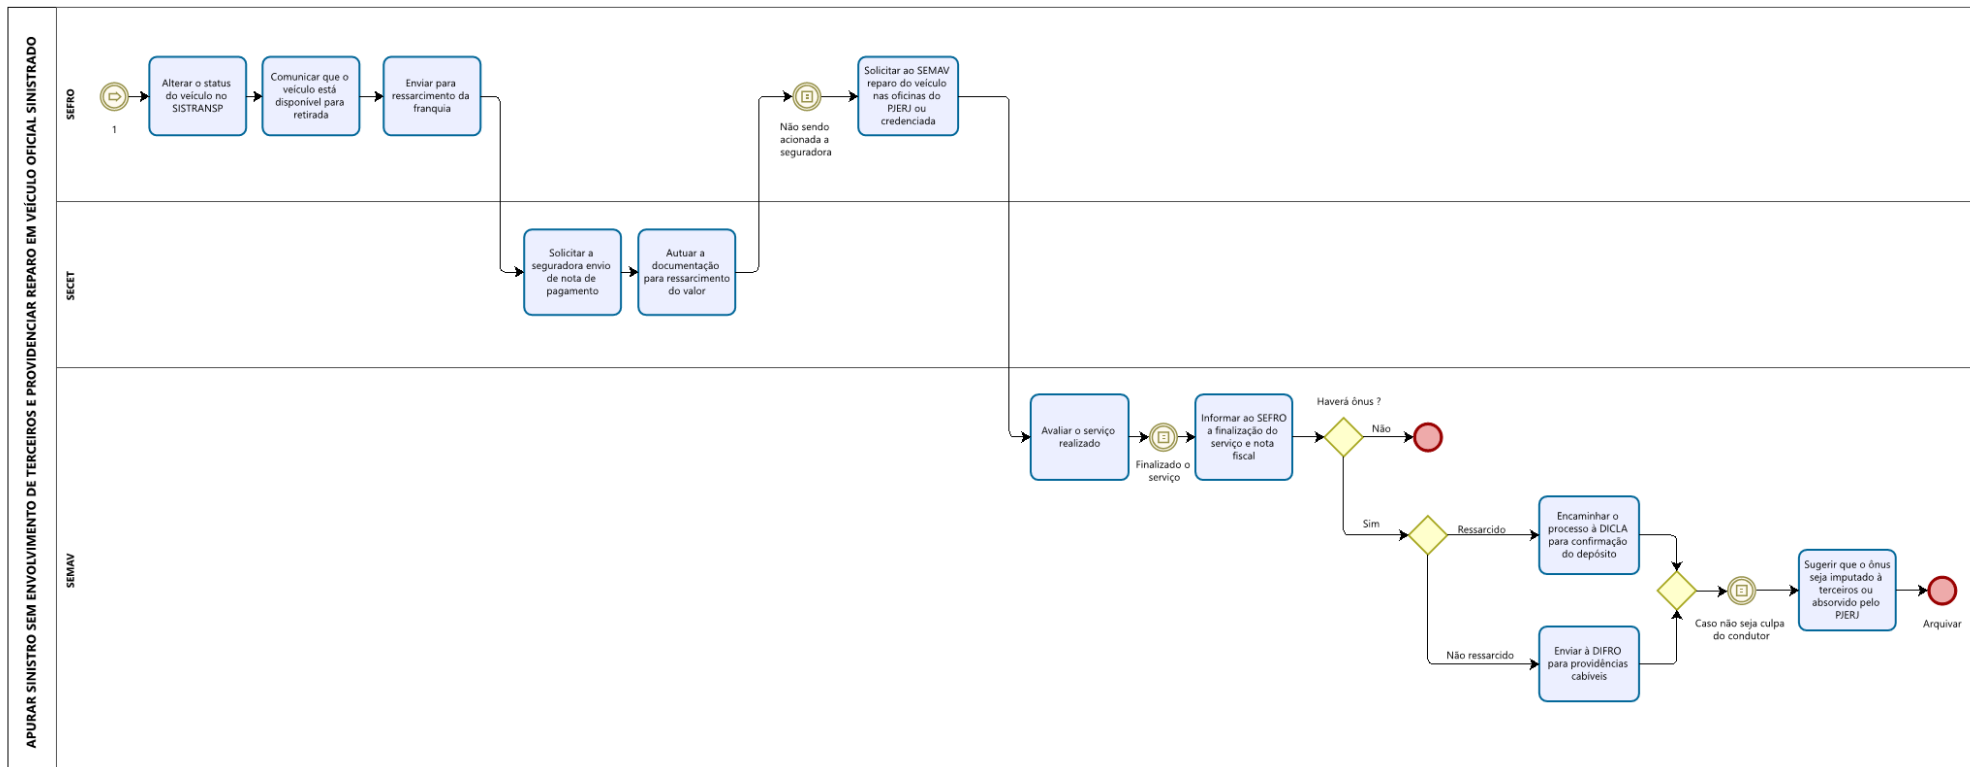 APURAR SINISTRO SEM ENVOLVIMENTO DE TERCEIROS E PROVIDENCIAR REPARO EM VEÍCULO OFICIAL SINISTRADO
SEFRO
1
Alterar o status
do veículo no
SISTRANSP
Comunicar que o
veículo está
disponível para
retirada
Enviar para
ressarcimento da
franquia
Não sendo
acionada a
seguradora
Solicitar ao SEMAV
reparo do veículo
nas oficinas do
PJERJ ou
credenciada
SECET
Solicitar a
seguradora envio
de nota de
pagamento
Autuar a
documentação
para ressarcimento
do valor
SEMAV
Avaliar o serviço
realizado
Finalizado o
serviço
Informar ao SEFRO
a finalização do
serviço e nota
fiscal
Haverá ônus ?
Não
Sim
Ressarcido
Não ressarcido
Encaminhar o
processo à DICLA
para confirmação
do depósito
Enviar à DIFRO
para providências
cabíveis
Caso não seja culpa
do condutor
Sugerir que o ônus
seja imputado à
terceiros ou
absorvido pelo
PJERJ
Arquivar